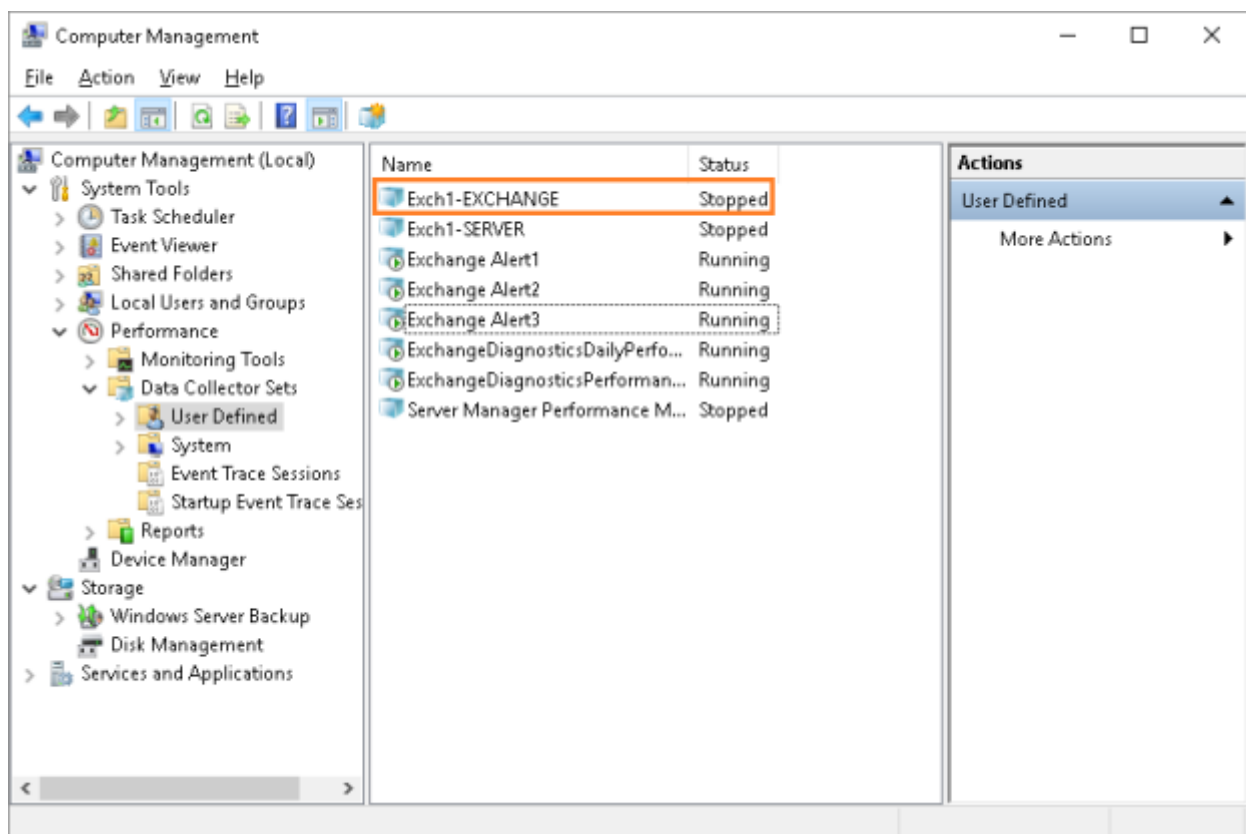 Computer Management
File Action View Help
Computer Management (Local)
System Tools
Task Scheduler
Event Viewer
Shared Folders
Local Users and Groups
Performance
Monitoring Tools
Data Collector Sets
User Defined
System
Event Trace Sessions
Startup Event Trace Ses
Reports
Device Manager
Storage
Windows Server Backup
Disk Management
Services and Applications
Name Status
Exch1-EXCHANGE Stopped
Exch1-SERVER Stopped
Exchange Alert1 Running
Exchange Alert2 Running
Exchange Alert3 Running
ExchangeDiagnosticsDailyPerfo... Running
ExchangeDiagnosticsPerforman... Running
Server Manager Performance M... Stopped
Actions
User Defined
More Actions